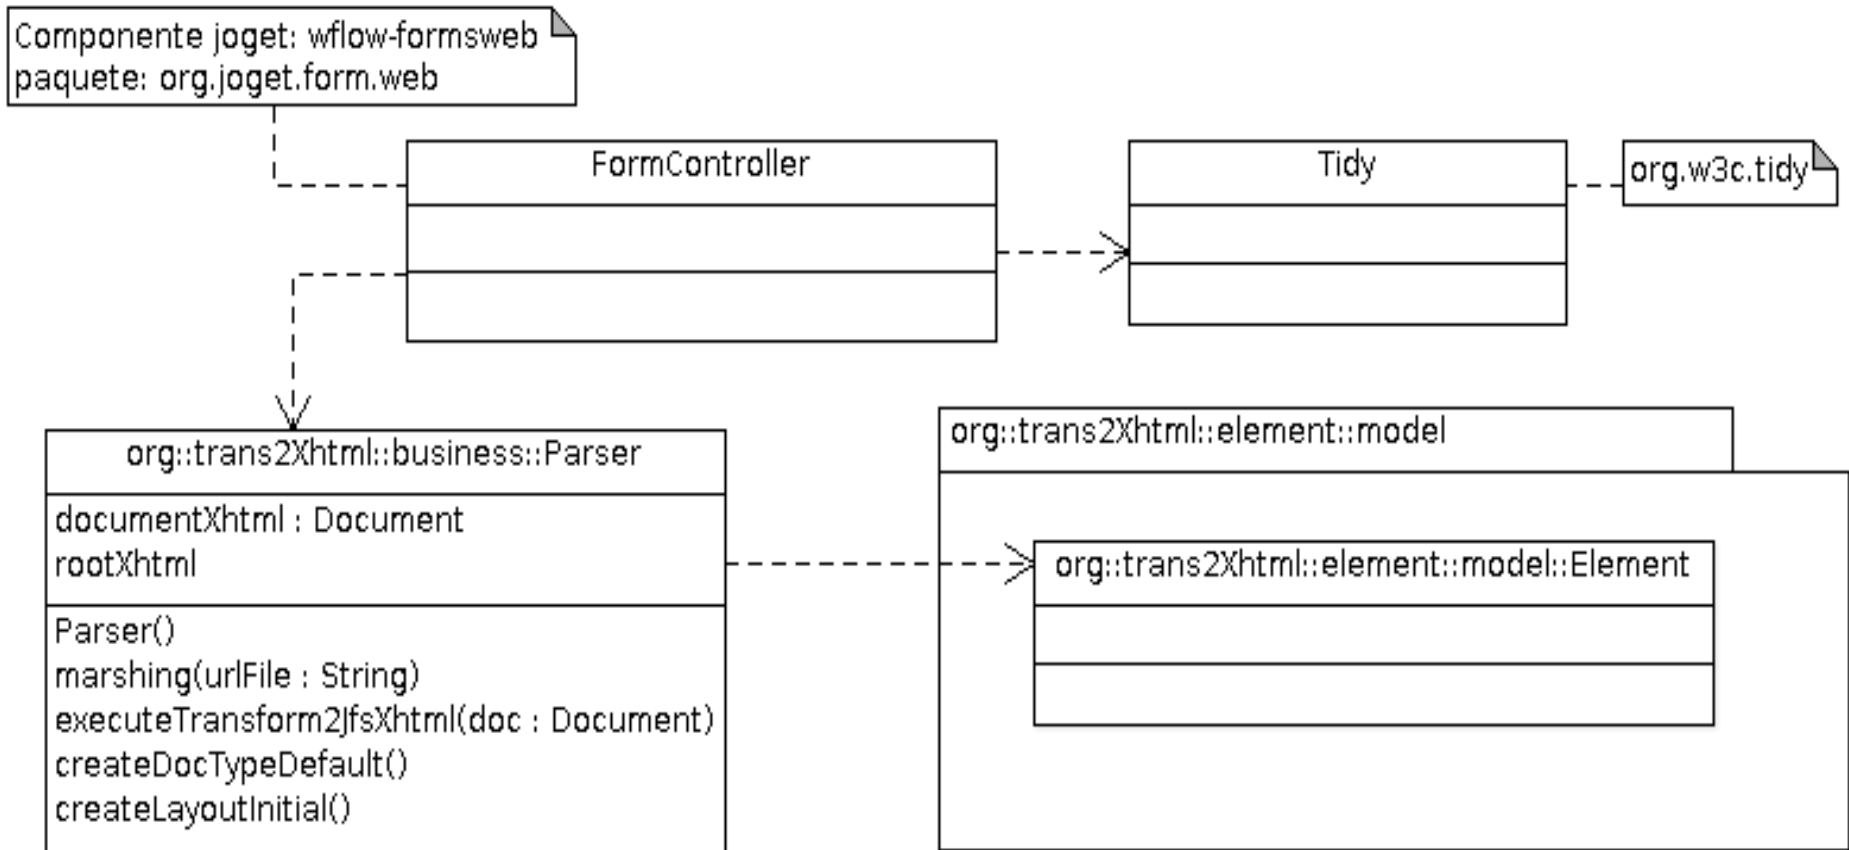 Componente joget: wflow-formsweb
paquete: org.joget.form.web
FormController
Tidy
org.w3c.tidy
org::trans2Xhtml::business::Parser
documentXhtml : Document
rootXhtml
Parser()
marshing(urlFile : String)
executeTransform2JfsXhtml(doc : Document)
createDocTypeDefault()
createLayoutInitial()
org::trans2Xhtml::element::model
org::trans2Xhtml::element::model::Element